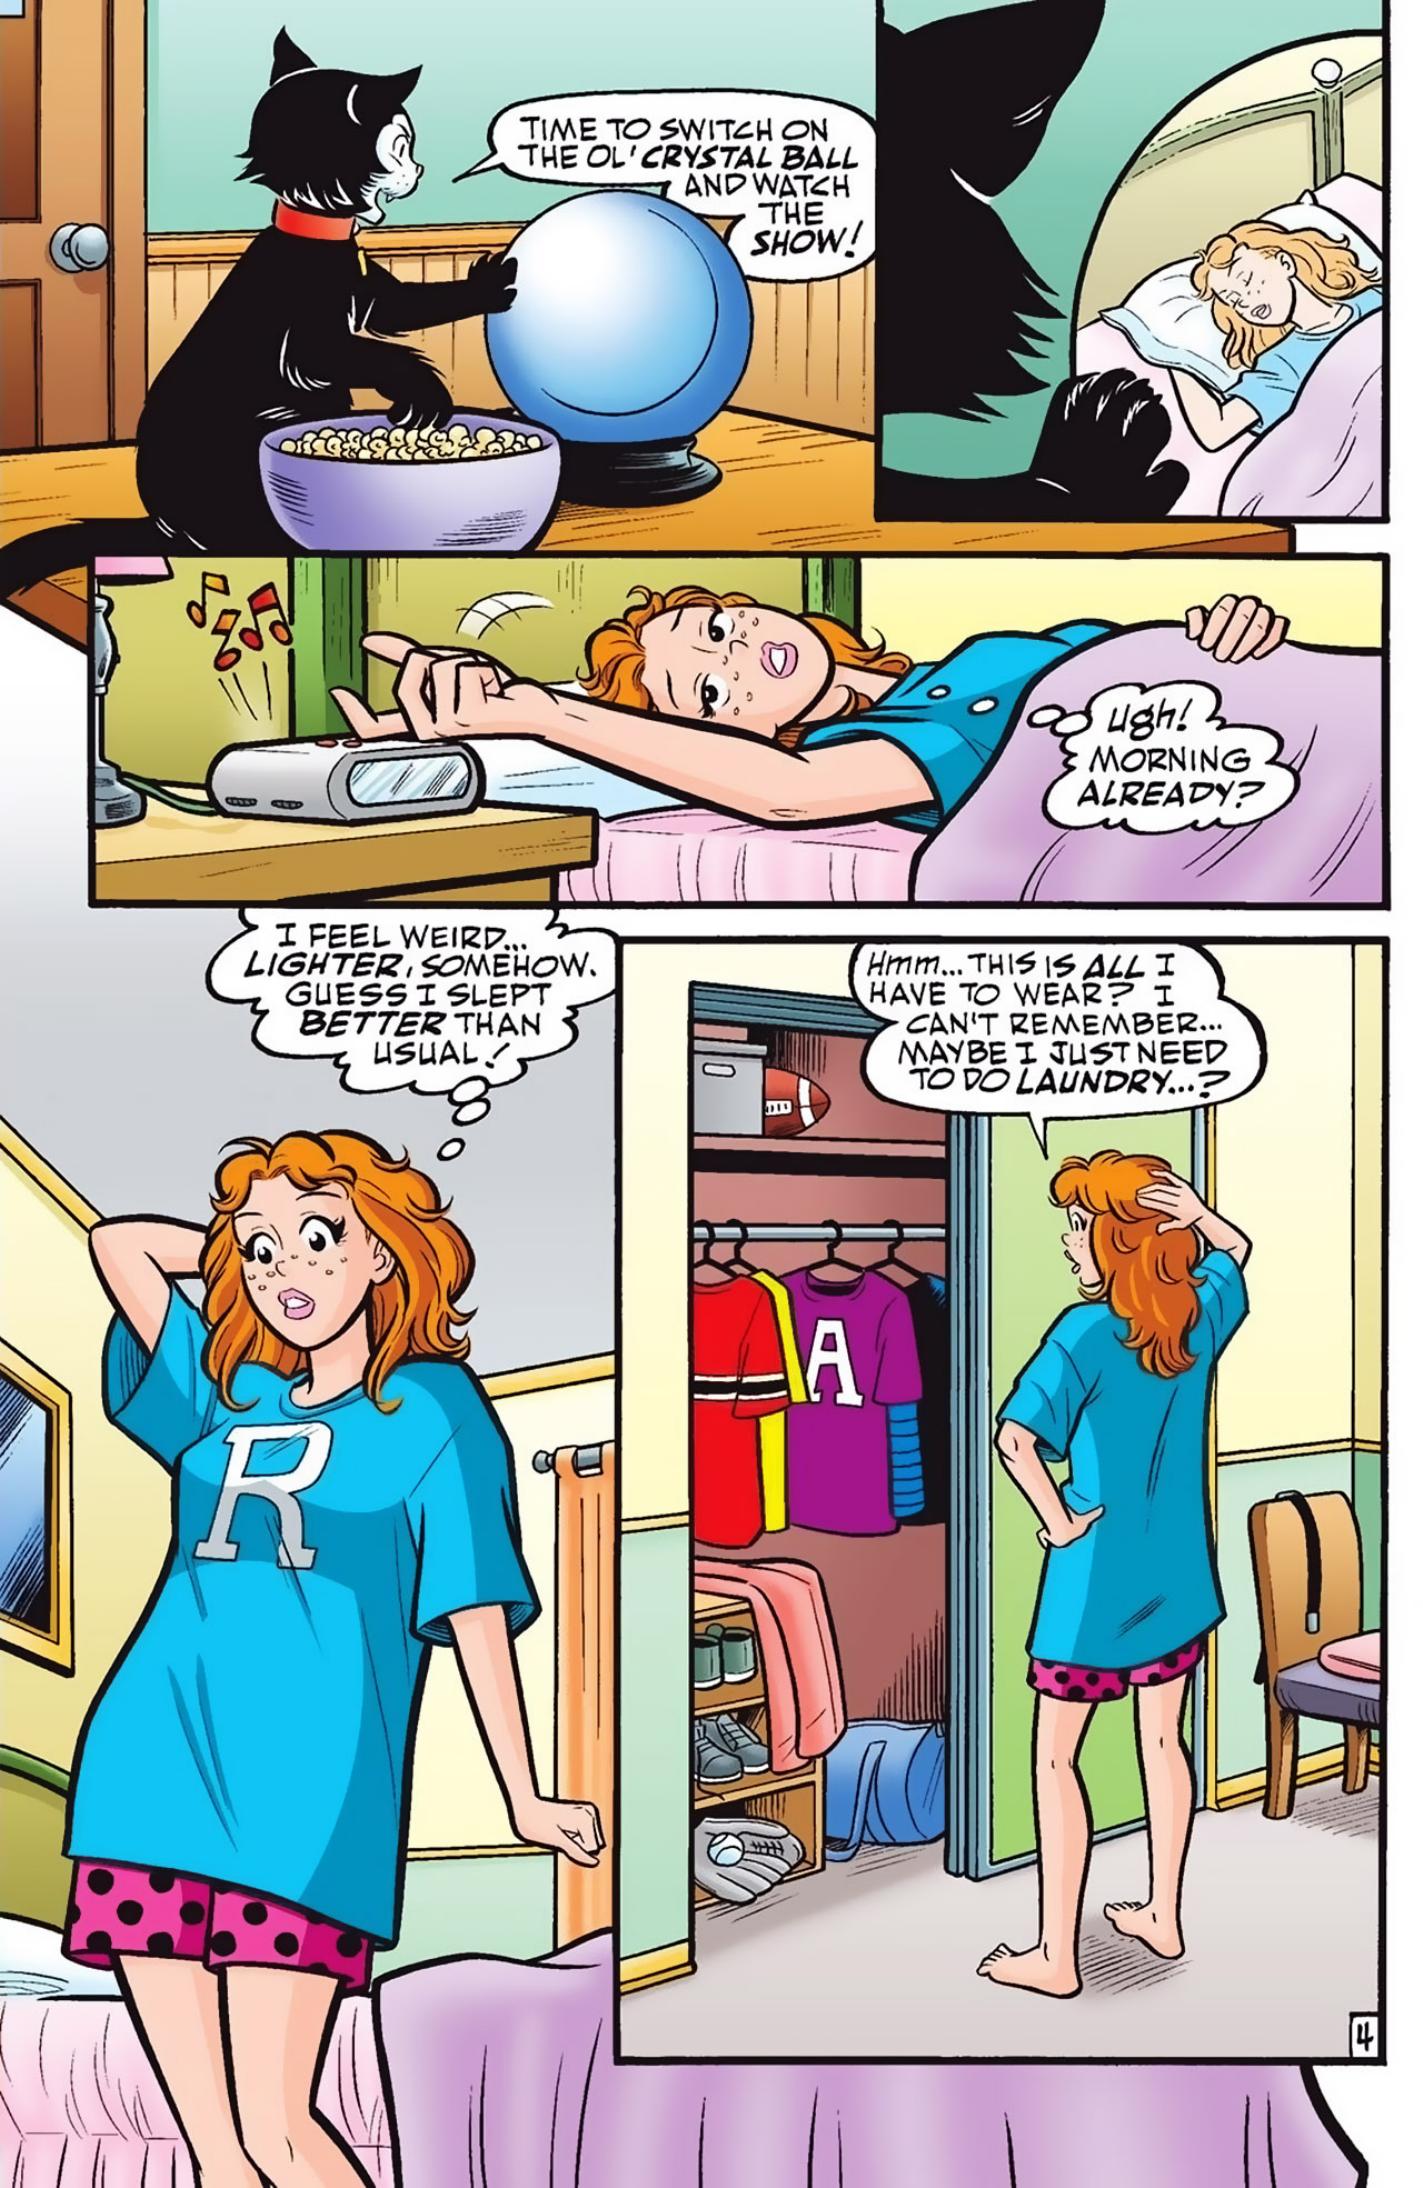 TIME TO SWITCH ON
THE OL' CRYSTAL BALL
AND WATCH
THE
SHOW!
Ugh!
MORNING
ALREADY?
I FEEL WEIRD...
LIGHTER, SOMEHOW.
GUESS I SLEPT
BETTER THAN
USUAL!
Hmm... THIS IS ALL I
HAVE TO WEAR? I
CAN'T REMEMBER...
MAYBE I JUST NEED
TO DO LAUNDRY...?
A
R
4